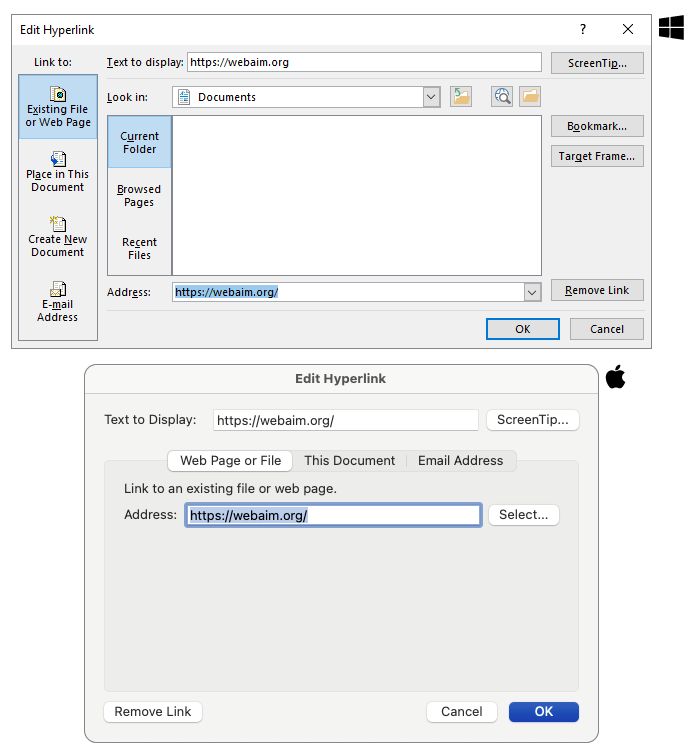 Edit Hyperlink
?
Link to:
Text to display: https://webaim.org
ScreenTip...
Existing File
or Web Page
Look in: Documents
Place in This
Document
Create New
Document
E-mail
Address
Current
Folder
Browsed
Pages
Recent
Files
Bookmark...
Target Frame...
Address: https://webaim.org/
Remove Link
OK Cancel
Edit Hyperlink
Text to Display: https://webaim.org/ ScreenTip...
Web Page or File This Document Email Address
Link to an existing file or web page.
Address: https://webaim.org/ Select...
Remove Link Cancel OK